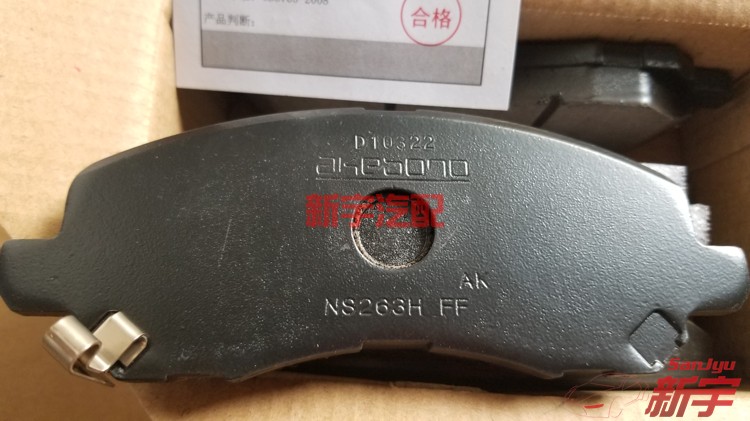 产品判断:
合格
D10322
akebono
新宇汽配
AK
NS263H FF
SanJyu
新宇